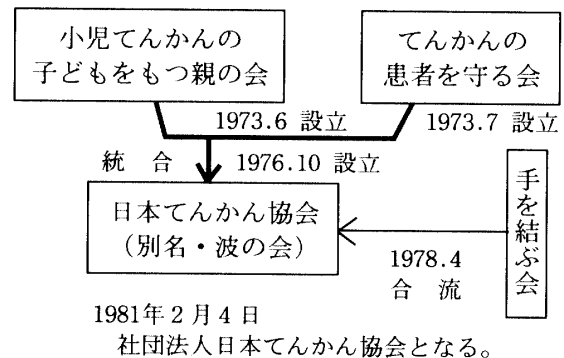 小児てんかんの
子どもをもつ親の会
てんかんの
患者を守る会
1973.6 設立
1973.7 設立
統 合
1976.10 設立
日本てんかん協会
（別名・波の会）
手を結ぶ会
1978.4
合 流
1981年2月4日
社団法人日本てんかん協会となる。